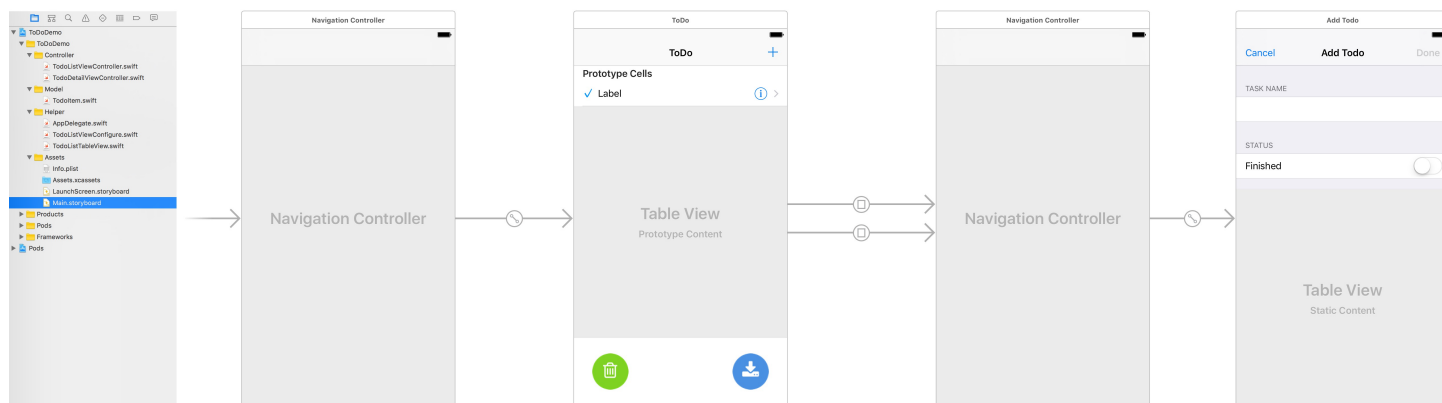 ToDoDemo
ToDoDemo
Controller
TodoListViewController.swift
TodoDetailViewController.swift
Model
TodoItem.swift
Helper
AppDelegate.swift
TodoListViewConfigure.swift
TodoListTableView.swift
Assets
Info.plist
Assets.xcassets
LaunchScreen.storyboard
Main.storyboard
Products
Pods
Frameworks
Pods
Navigation Controller
Navigation Controller
ToDo
ToDo
Prototype Cells
Label
Table View
Prototype Content
Navigation Controller
Navigation Controller
Add Todo
Cancel Add Todo Done
TASK NAME
STATUS
Finished
Table View
Static Content